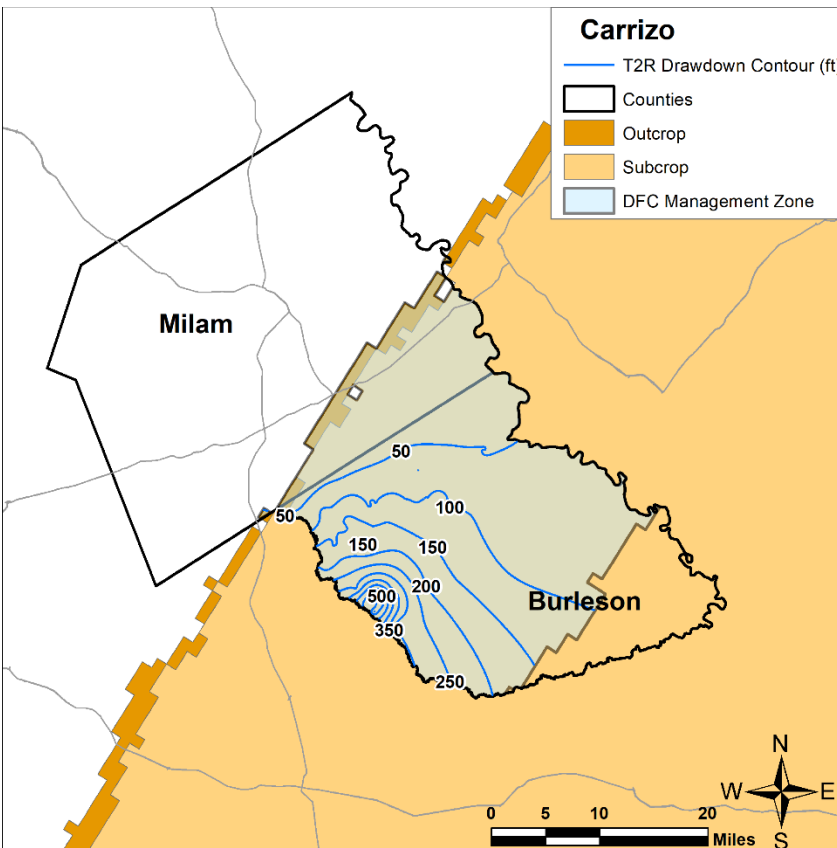 Carrizo
T2R Drawdown Contour (ft)
Counties
Outcrop
Subcrop
DFC Management Zone
Milam
50
50
100
150
150
200
500
Burleson
350
250
N
W
E
S
0
5
10
20
Miles